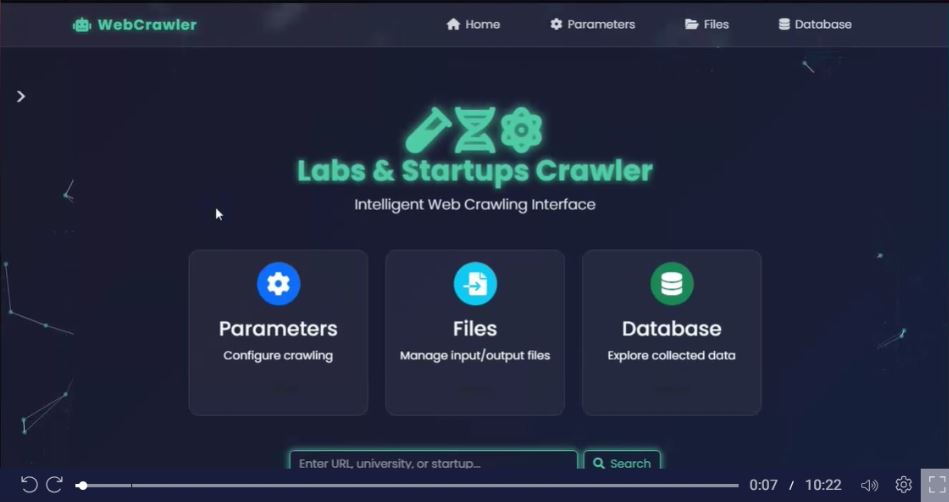 WebCrawler
Home
Parameters
Files
Database
Labs & Startups Crawler
Intelligent Web Crawling Interface
Parameters
Files
Database
Configure crawling
Manage input/output files
Explore collected data
Enter URL, university, or startup...
Search
0:07 / 10:22